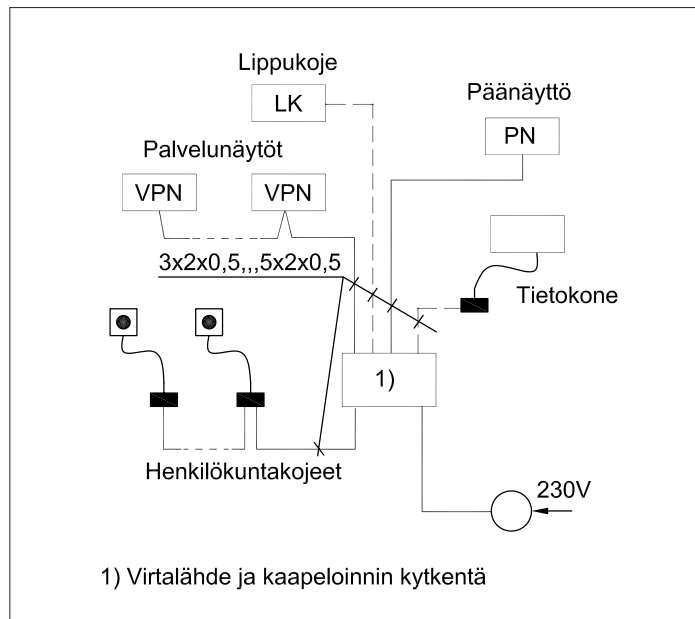 Lippukoje
LK
Päänäyttö
PN
Palvelunäytöt
VPN VPN
3x2x0,5,,,5x2x0,5
Tietokone
1)
Henkilökuntakojeet
230V
1) Virtalähde ja kaapeloinnin kytkentä